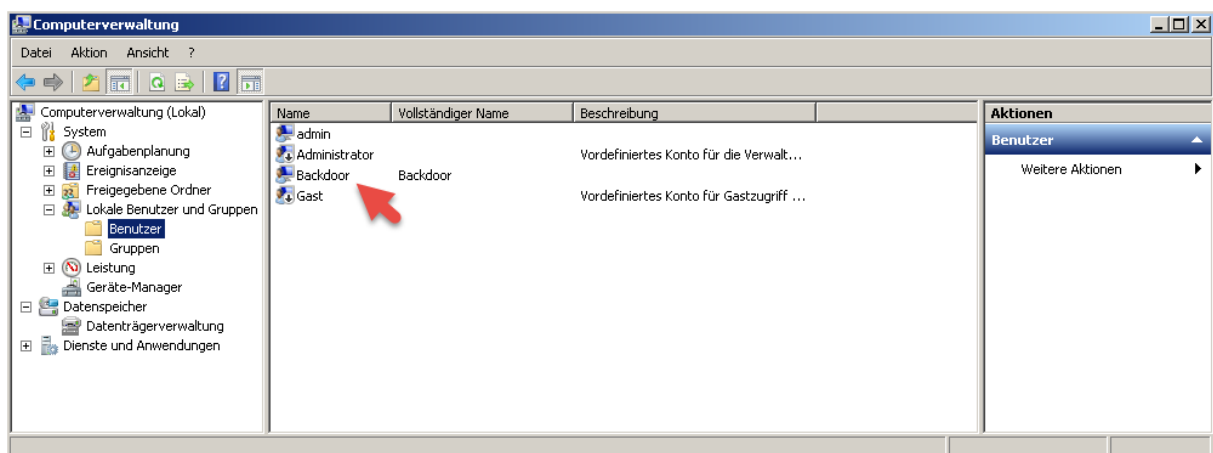 Computerverwaltung
Datei Aktion Ansicht ?
Computerverwaltung (Lokal)
System
Aufgabenplanung
Ereignisanzeige
Freigegebene Ordner
Lokale Benutzer und Gruppen
Benutzer
Gruppen
Leistung
Geräte-Manager
Datenspeicher
Datenträgerverwaltung
Dienste und Anwendungen
Name Vollständiger Name Beschreibung
admin
Administrator Vordefiniertes Konto für die Verwalt...
Backdoor Backdoor
Gast Vordefiniertes Konto für Gastzugriff ...
Aktionen
Benutzer
Weitere Aktionen